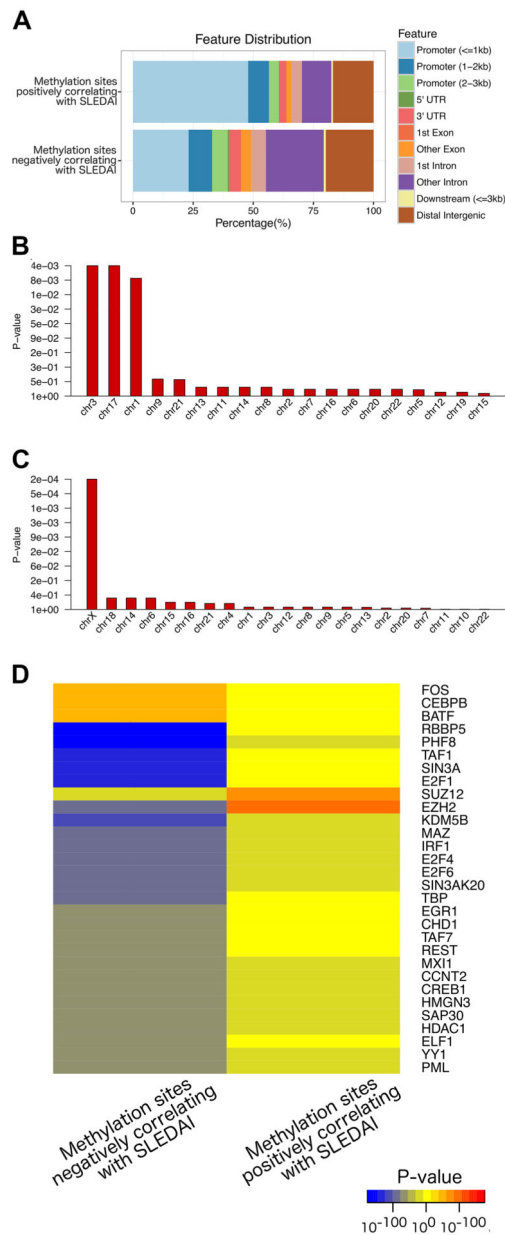 A
Feature Distribution
Methylation sites
positively correlating
with SLEDAI
Methylation sites
negatively correlating
with SLEDAI
0 25 50 75 100
Percentage(%)
Feature
Promoter (<=1kb)
Promoter (1-2kb)
Promoter (2-3kb)
5' UTR
3' UTR
1st Exon
Other Exon
1st Intron
Other Intron
Downstream (<=3kb)
Distal Intergenic
B
P-value
4e-03
8e-03
1e-02
3e-02
5e-02
9e-02
2e-01
3e-01
5e-01
1e+00
chr3 chr17 chr1 chr9 chr21 chr13 chr11 chr14 chr8 chr2 chr7 chr16 chr6 chr20 chr22 chr5 chr12 chr19 chr15
C
P-value
2e-04
5e-04
1e-03
3e-03
9e-03
2e-02
6e-02
2e-01
4e-01
1e+00
chrX chr18 chr14 chr6 chr15 chr16 chr21 chr4 chr1 chr3 chr12 chr8 chr9 chr5 chr13 chr2 chr20 chr7 chr11 chr10 chr22
D
FOS
CEBPB
BATF
RBBP5
PHF8
TAF1
SIN3A
E2F1
SUZ12
EZH2
KDM5B
MAZ
IRF1
E2F4
E2F6
SIN3AK20
TBP
EGR1
CHD1
TAF7
REST
MXI1
CCNT2
CREB1
HMGN3
SAP30
HDAC1
ELF1
YY1
PML
Methylation sites
negatively correlating
with SLEDAI
Methylation sites
positively correlating
with SLEDAI
P-value
10-100 100 10-100